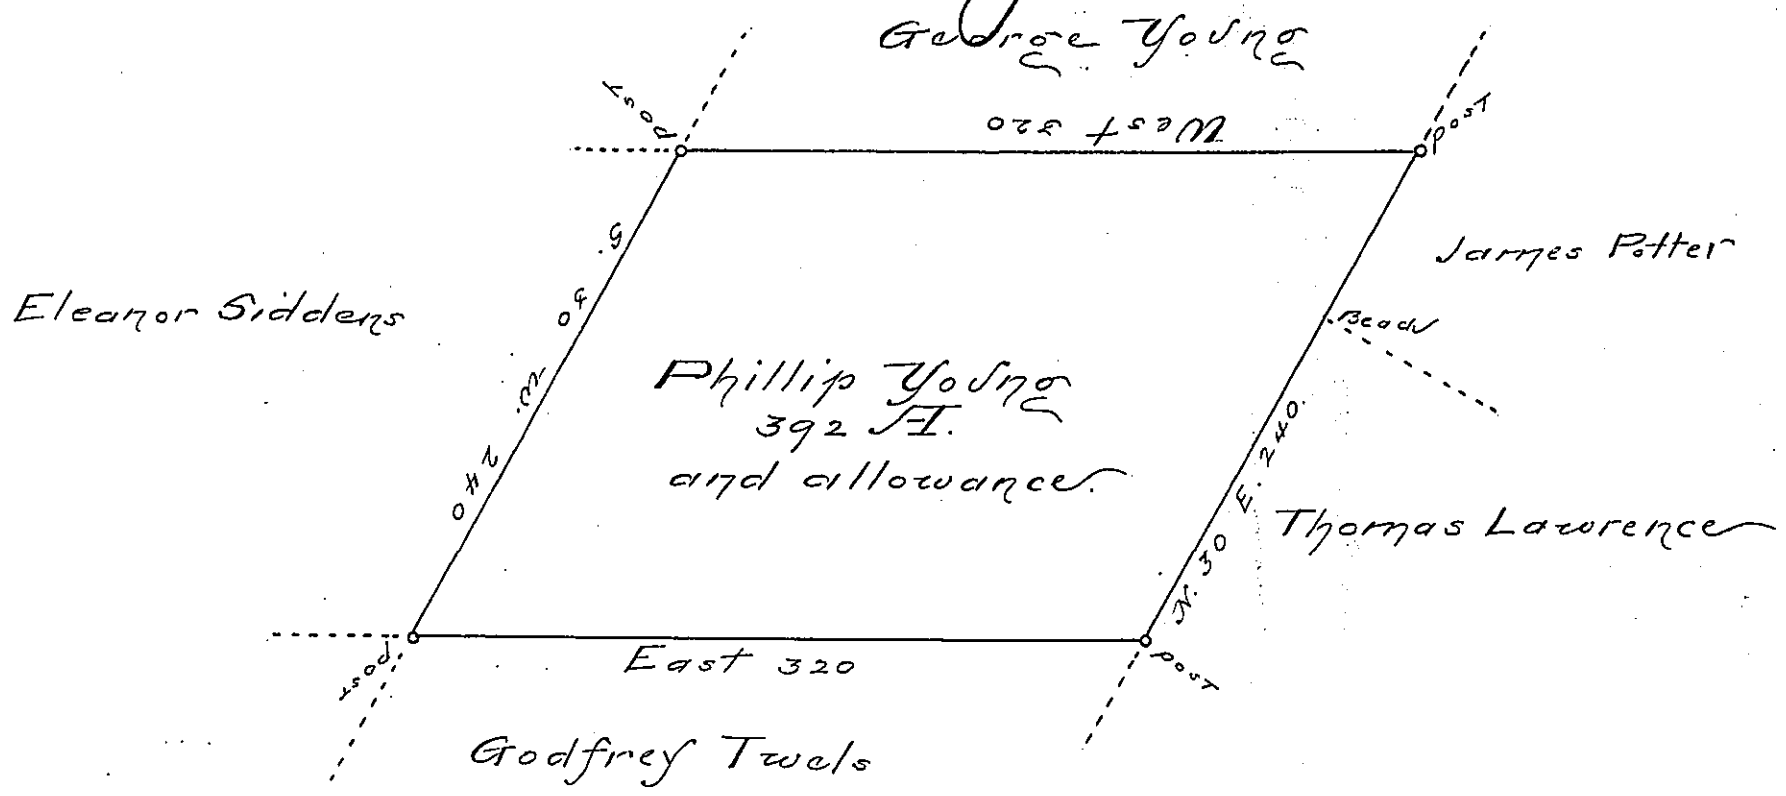 George Young
West 320
Post
Post
James Potter
S. 30 W. 240
Eleanor Siddens
Phillip Young
392 A.
and allowance.
N. 30 E. 240.
Thomas Lawrence
East 320
Post
Post
Godfrey Twels